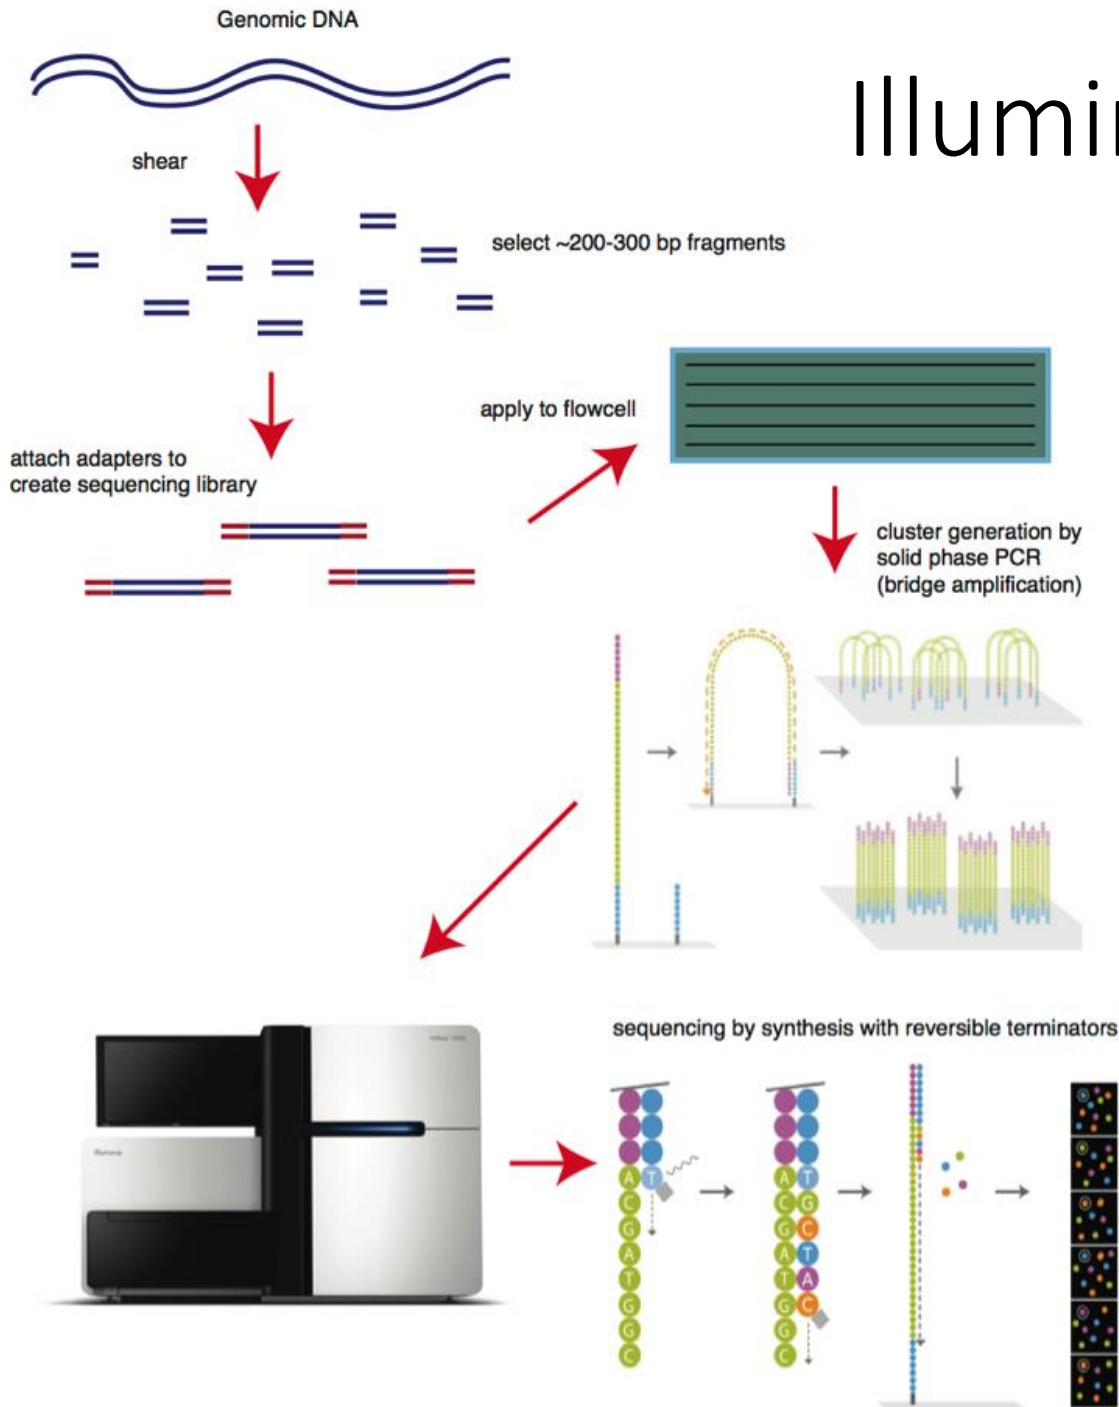 Genomic DNA
Illumi
shear
select ~200-300 bp fragments
apply to flowcell
attach adapters to
create sequencing library
cluster generation by
solid phase PCR
(bridge amplification)
sequencing by synthesis with reversible terminators
A T
C
G
A
T
G
G
C
A T
C G
G C
A T
T A
G C
G
C
illumina